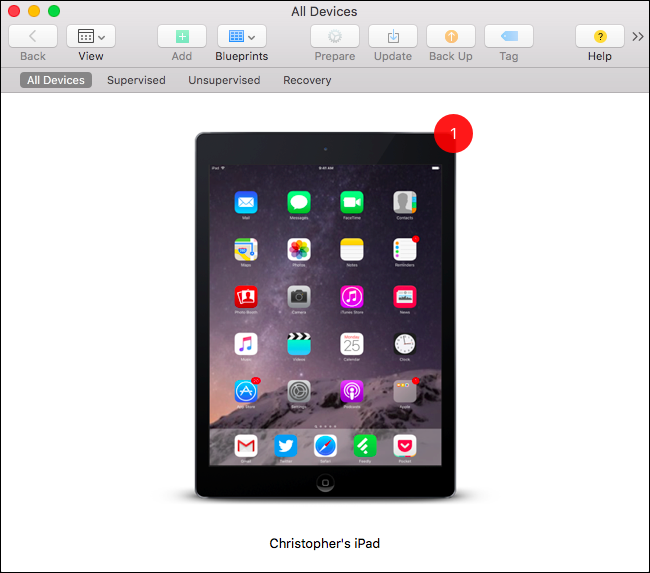 All Devices
Back View Add Blueprints Prepare Update Back Up Tag Help
All Devices Supervised Unsupervised Recovery
1
iPad 9:41 AM
Mail Messages FaceTime Contacts
Maps Photos Notes Reminders
Photo Booth Camera iTunes Store News
Monday
25
Music Videos Calendar Clock
App Store Settings Podcasts Apple
Gmail Twitter Safari Feedly Pocket
Christopher's iPad